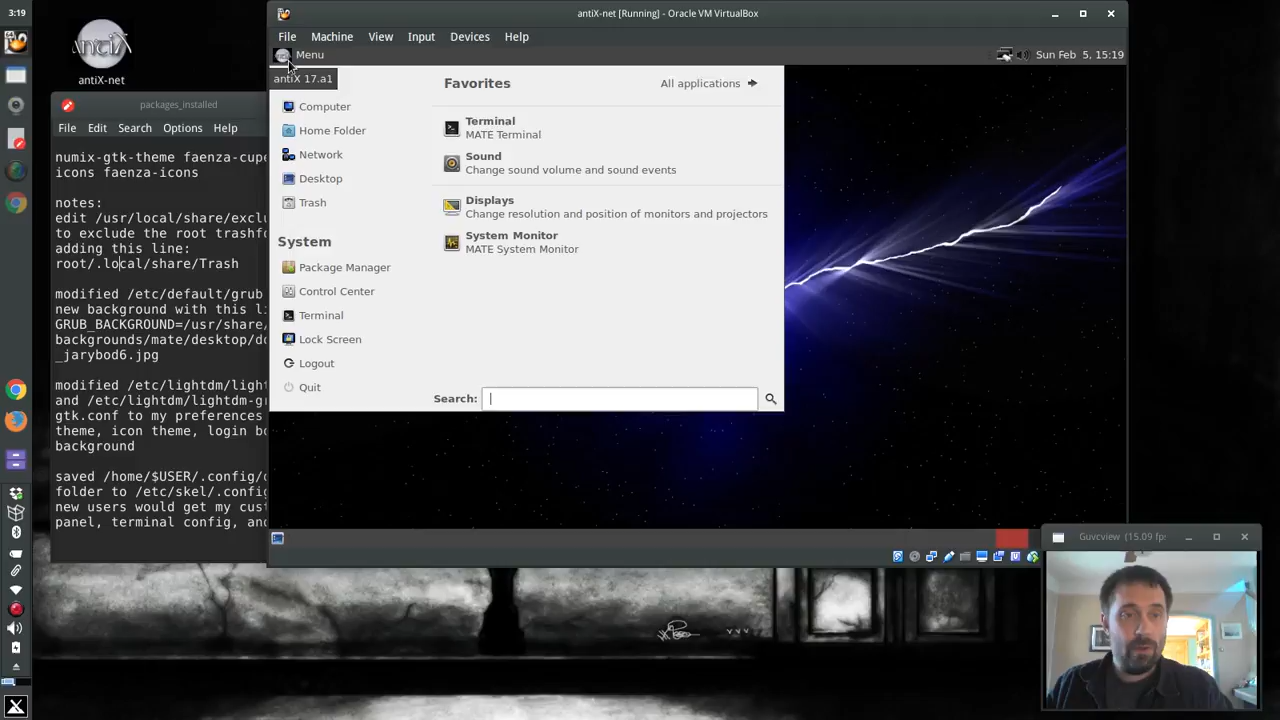 3:19
antiX
antiX-net
packages_installed
File Edit Search Options Help
numix-gtk-theme faenza-cupe
icons faenza-icons
notes:
edit /usr/local/share/exclu
to exclude the root trashfo
adding this line:
root/.local/share/Trash
modified /etc/default/grub
new background with this li
GRUB_BACKGROUND=/usr/share/
backgrounds/mate/desktop/do
_jarybod6.jpg
modified /etc/lightdm/light
and /etc/lightdm/lightdm-g
gtk.conf to my preferences
theme, icon theme, login bo
background
saved /home/$USER/.config/
folder to /etc/skel/.config
new users would get my cust
panel, terminal config, and
antiX-net [Running] - Oracle VM VirtualBox
File Machine View Input Devices Help
Menu
Sun Feb 5, 15:19
antiX 17.a1
Computer
Home Folder
Network
Desktop
Trash
System
Package Manager
Control Center
Terminal
Lock Screen
Logout
Quit
Favorites
All applications
Terminal
MATE Terminal
Sound
Change sound volume and sound events
Displays
Change resolution and position of monitors and projectors
System Monitor
MATE System Monitor
Search:
Guvcview (15.09 fps